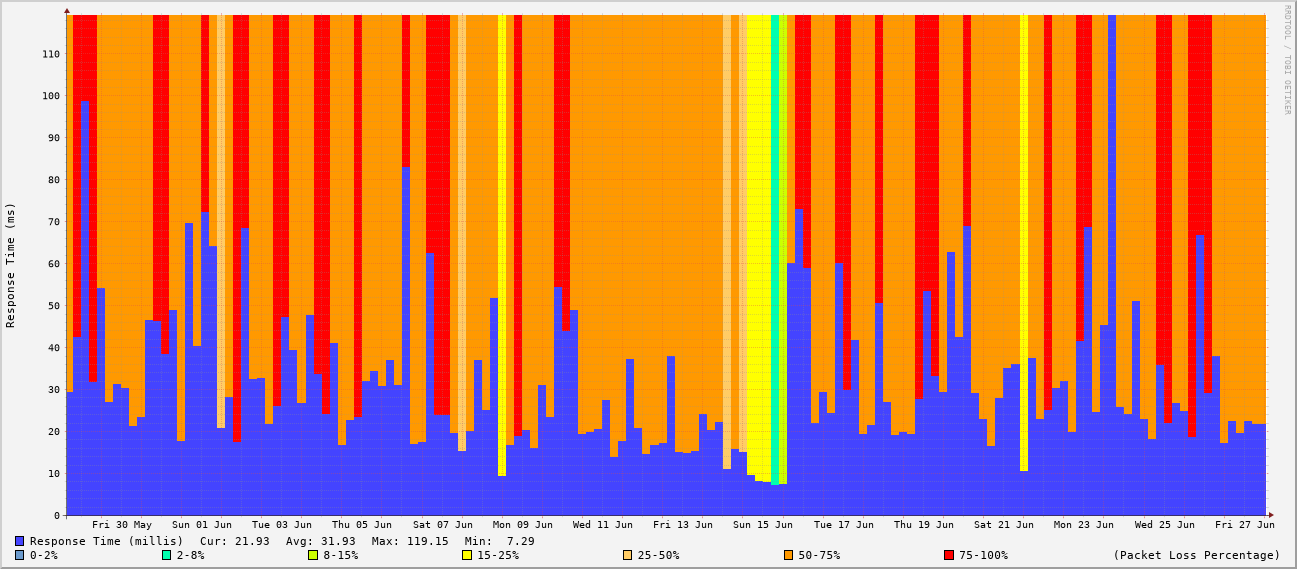 RRDTOOL / TOBI OETIKER
Response Time (ms)
110
100
90
80
70
60
50
40
30
20
10
0
Fri 30 May Sun 01 Jun Tue 03 Jun Thu 05 Jun Sat 07 Jun Mon 09 Jun Wed 11 Jun Fri 13 Jun Sun 15 Jun Tue 17 Jun Thu 19 Jun Sat 21 Jun Mon 23 Jun Wed 25 Jun Fri 27 Jun
Response Time (millis) Cur: 21.93 Avg: 31.93 Max: 119.15 Min: 7.29
0-2% 2-8% 8-15% 15-25% 25-50% 50-75% 75-100% (Packet Loss Percentage)